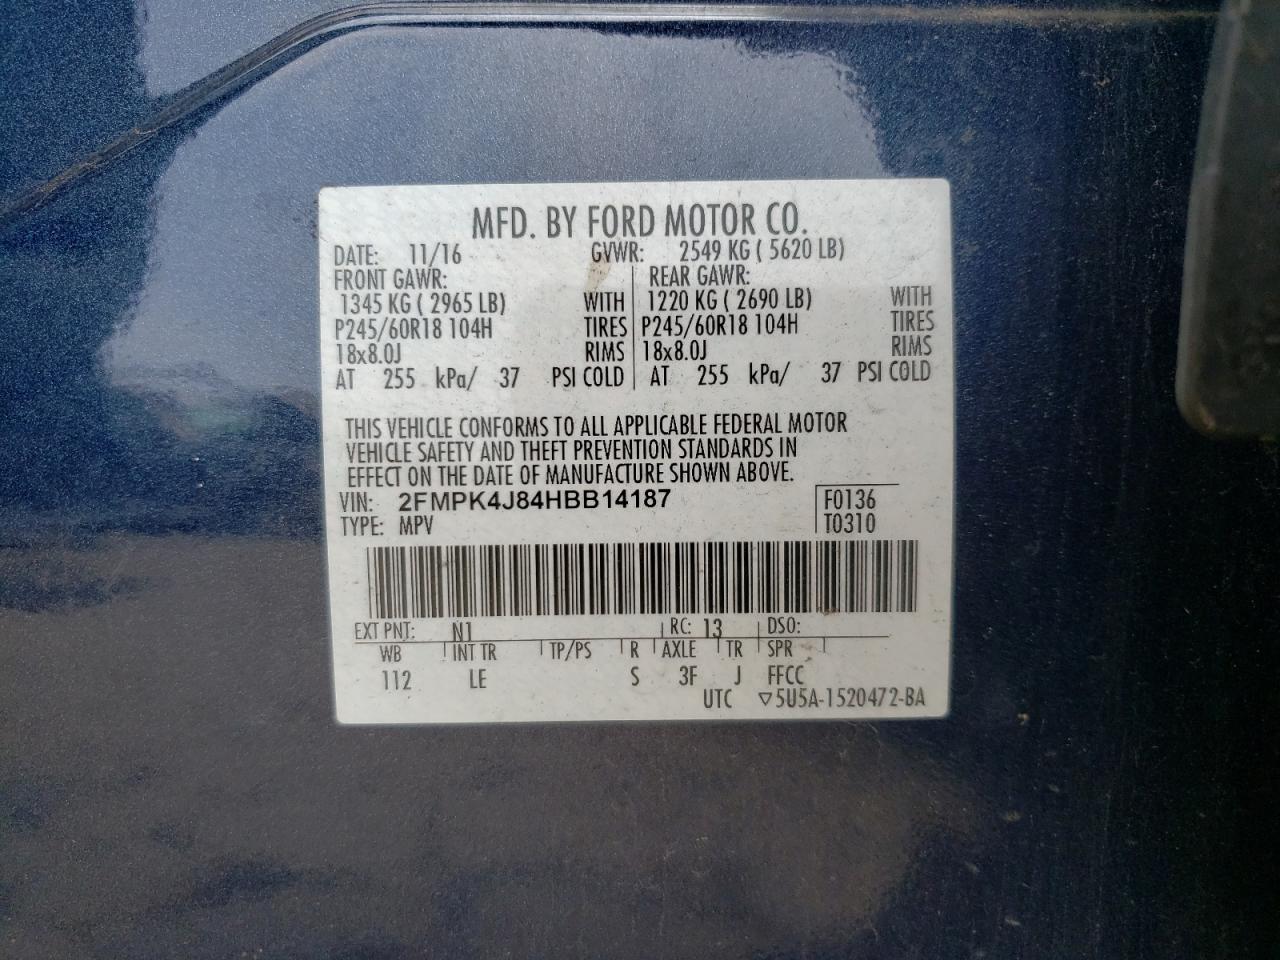 MFD. BY FORD MOTOR CO.
DATE: 11/16 GVWR: 2549 KG ( 5620 LB)
FRONT GAWR: REAR GAWR:
1345 KG ( 2965 LB) WITH 1220 KG ( 2690 LB) WITH
P245/60R18 104H TIRES P245/60R18 104H TIRES
18x8.0J RIMS 18x8.0J RIMS
AT 255 kPa/ 37 PSI COLD AT 255 kPa/ 37 PSI COLD
THIS VEHICLE CONFORMS TO ALL APPLICABLE FEDERAL MOTOR
VEHICLE SAFETY AND THEFT PREVENTION STANDARDS IN
EFFECT ON THE DATE OF MANUFACTURE SHOWN ABOVE.
VIN: 2FMPK4J84HBB14187 F0136
TYPE: MPV T0310
EXT PNT: N1 RC: 13 DSO:
WB INT TR TP/PS R AXLE TR SPR
112 LE S 3F J FFCC
UTC ▽5U5A-1520472-BA